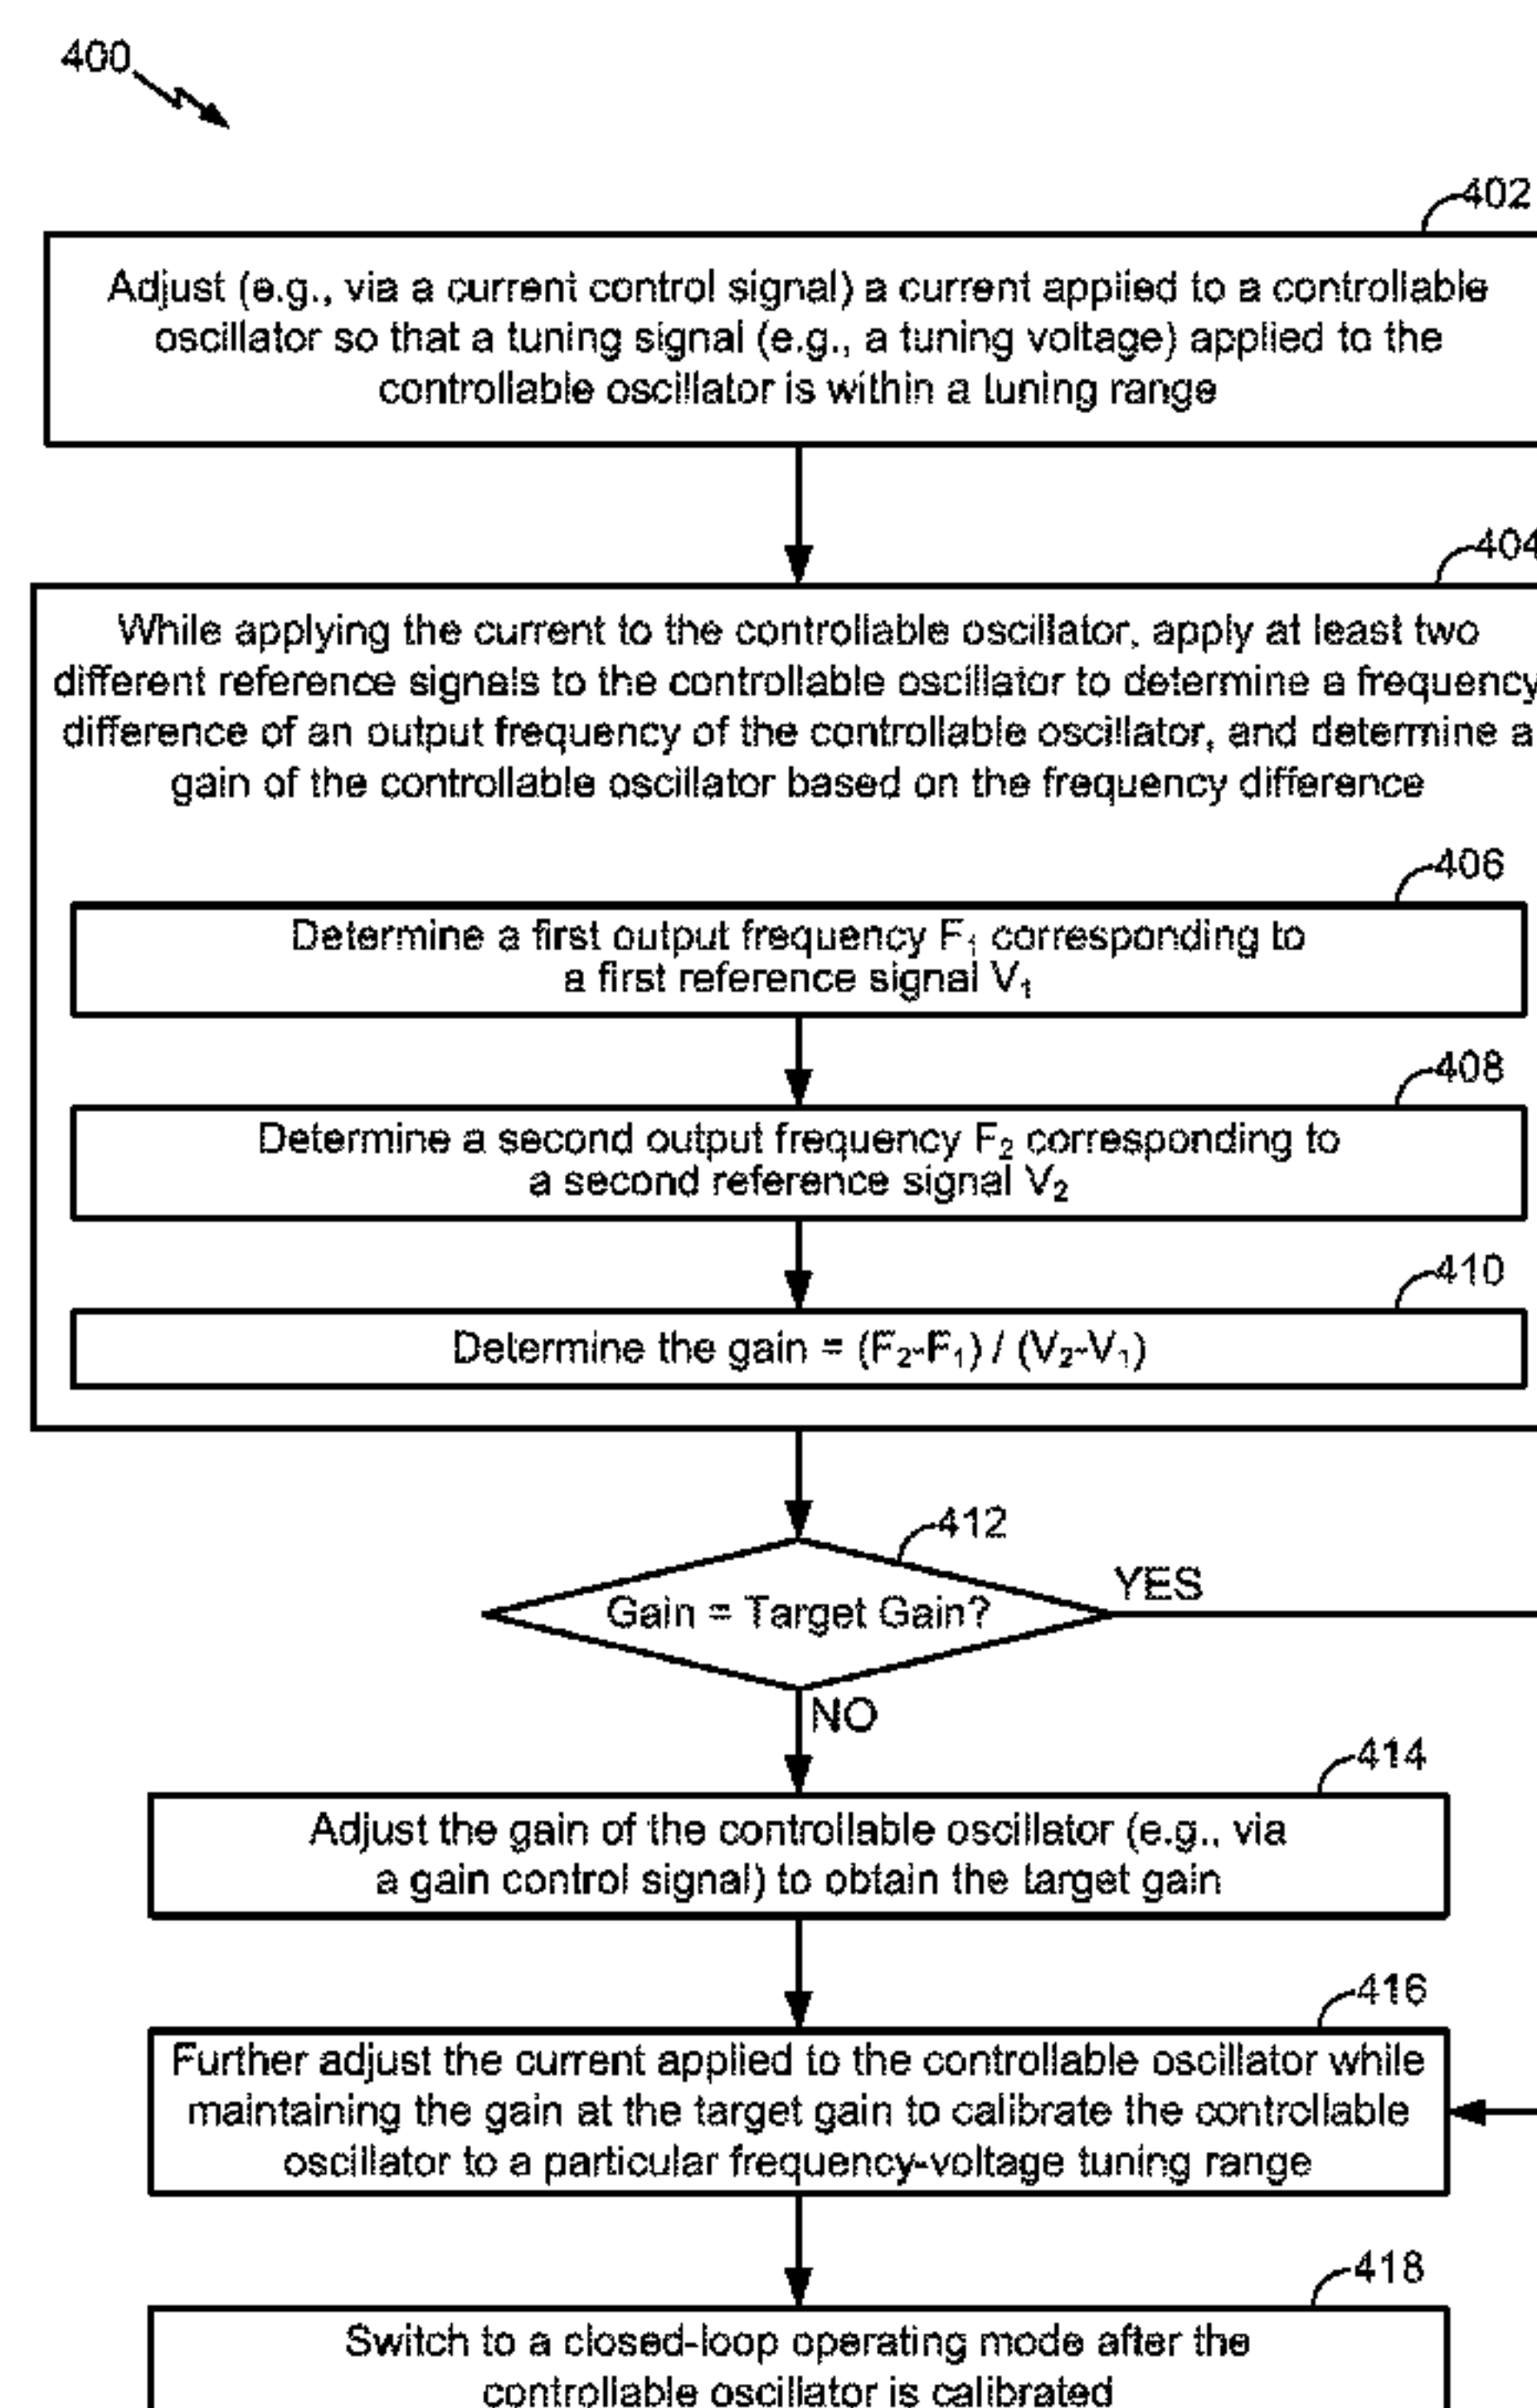 400
402
Adjust (e.g., via a current control signal) a current applied to a controllable
oscillator so that a tuning signal (e.g., a tuning voltage) applied to the
controllable oscillator is within a tuning range
404
While applying the current to the controllable oscillator, apply at least two
different reference signals to the controllable oscillator to determine a frequency
difference of an output frequency of the controllable oscillator, and determine a
gain of the controllable oscillator based on the frequency difference
406
Determine a first output frequency F₁ corresponding to
a first reference signal V₁
408
Determine a second output frequency F₂ corresponding to
a second reference signal V₂
410
Determine the gain = (F₂-F₁) / (V₂-V₁)
412
Gain = Target Gain?
YES
NO
414
Adjust the gain of the controllable oscillator (e.g., via
a gain control signal) to obtain the target gain
416
Further adjust the current applied to the controllable oscillator while
maintaining the gain at the target gain to calibrate the controllable
oscillator to a particular frequency-voltage tuning range
418
Switch to a closed-loop operating mode after the
controllable oscillator is calibrated